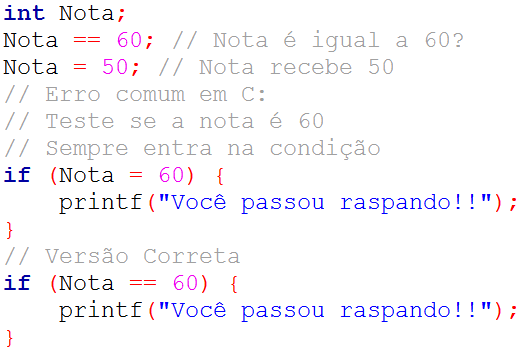 int Nota;
Nota == 60; // Nota é igual a 60?
Nota = 50; // Nota recebe 50
// Erro comum em C:
// Teste se a nota é 60
// Sempre entra na condição
if (Nota = 60) {
    printf("Você passou raspando!!");
}
// Versão Correta
if (Nota == 60) {
    printf("Você passou raspando!!");
}